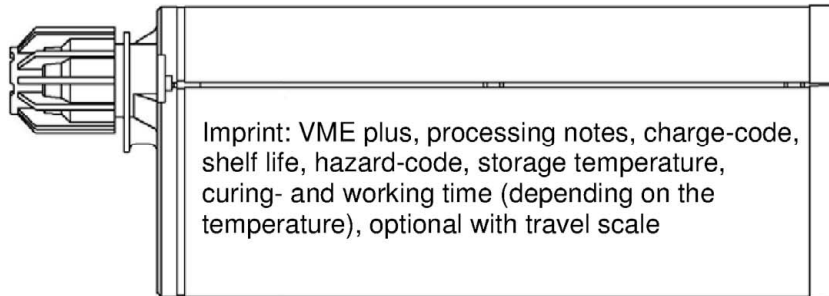 Imprint: VME plus, processing notes, charge-code,
shelf life, hazard-code, storage temperature,
curing- and working time (depending on the
temperature), optional with travel scale